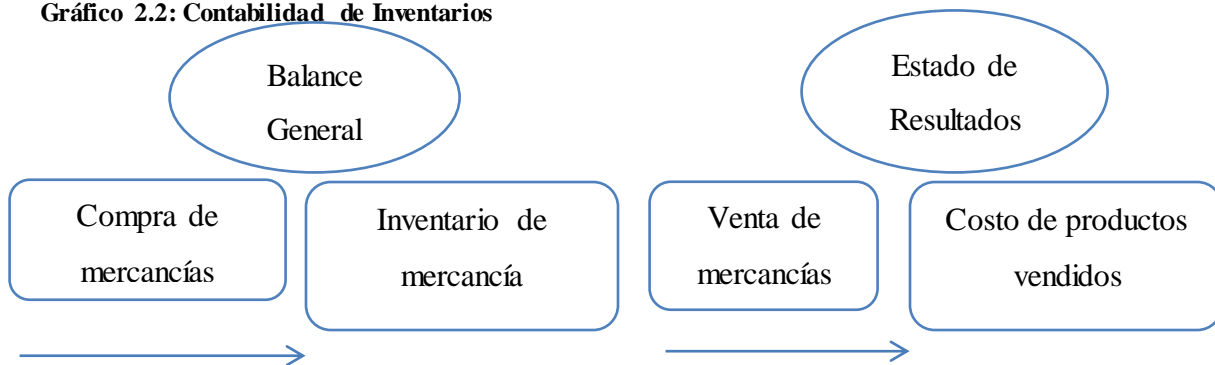 Gráfico 2.2: Contabilidad de Inventarios
Balance
General
Estado de
Resultados
Compra de
mercancías
Inventario de
mercancía
Venta de
mercancías
Costo de productos
vendidos